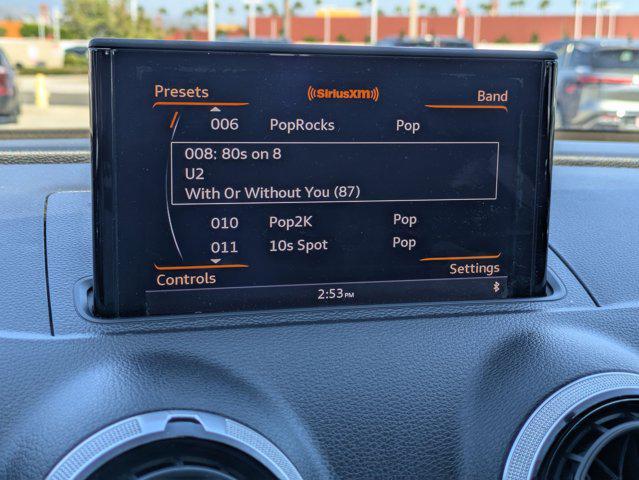 Presets
((SiriusXM))
Band
006 PopRocks Pop
008: 80s on 8
U2
With Or Without You (87)
010 Pop2K Pop
011 10s Spot Pop
Controls
Settings
2:53PM